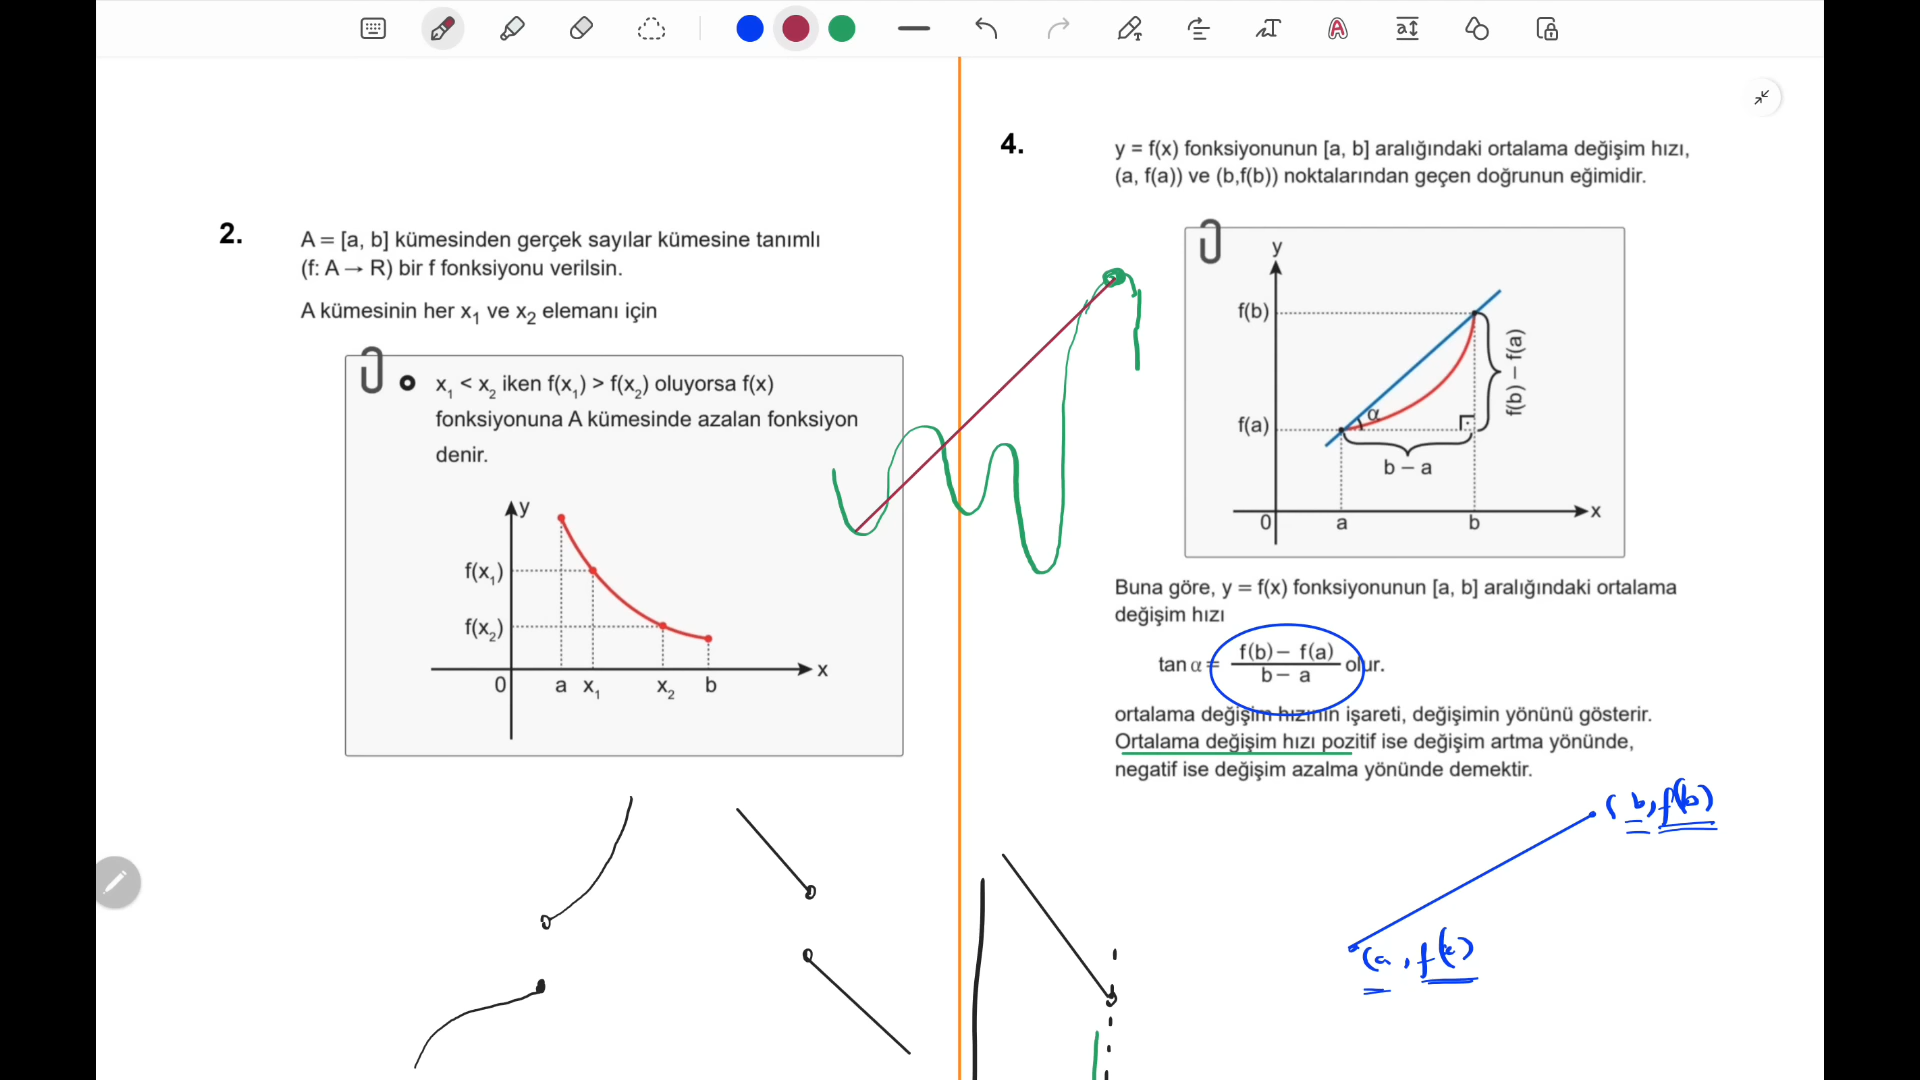 2.
A = [a, b] kümesinden gerçek sayılar kümesine tanımlı
(f: A → R) bir f fonksiyonu verilsin.
A kümesinin her x₁ ve x₂ elemanı için
x₁ < x₂ iken f(x₁) > f(x₂) oluyorsa f(x)
fonksiyonuna A kümesinde azalan fonksiyon
denir.
y
f(x₁)
f(x₂)
x
0 a x₁ x₂ b
4.
y = f(x) fonksiyonunun [a, b] aralığındaki ortalama değişim hızı,
(a, f(a)) ve (b,f(b)) noktalarından geçen doğrunun eğimidir.
y
f(b)
f(b) – f(a)
α
f(a)
b – a
x
0 a b
Buna göre, y = f(x) fonksiyonunun [a, b] aralığındaki ortalama
değişim hızı
f(b) – f(a)
tan α = olur.
b – a
ortalama değişim hızının işareti, değişimin yönünü gösterir.
Ortalama değişim hızı pozitif ise değişim artma yönünde,
negatif ise değişim azalma yönünde demektir.
( b, f(b)
(a, f(a)